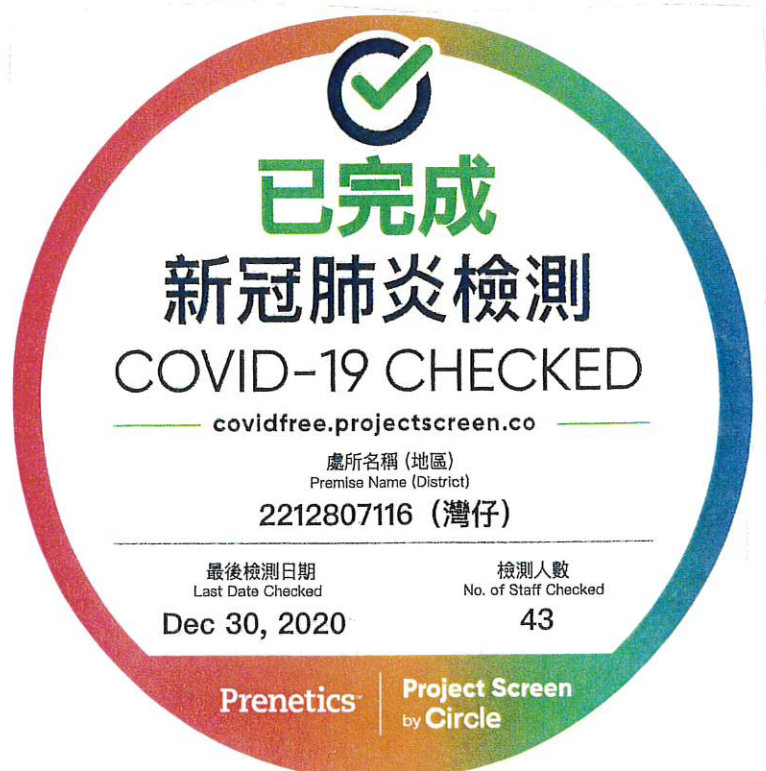 已完成
新冠肺炎檢測
COVID-19 CHECKED
covidfree.projectscreen.co
處所名稱 (地區)
Premise Name (District)
2212807116 (灣仔)
最後檢測日期
Last Date Checked
Dec 30, 2020
檢測人數
No. of Staff Checked
43
Prenetics™
Project Screen
by Circle